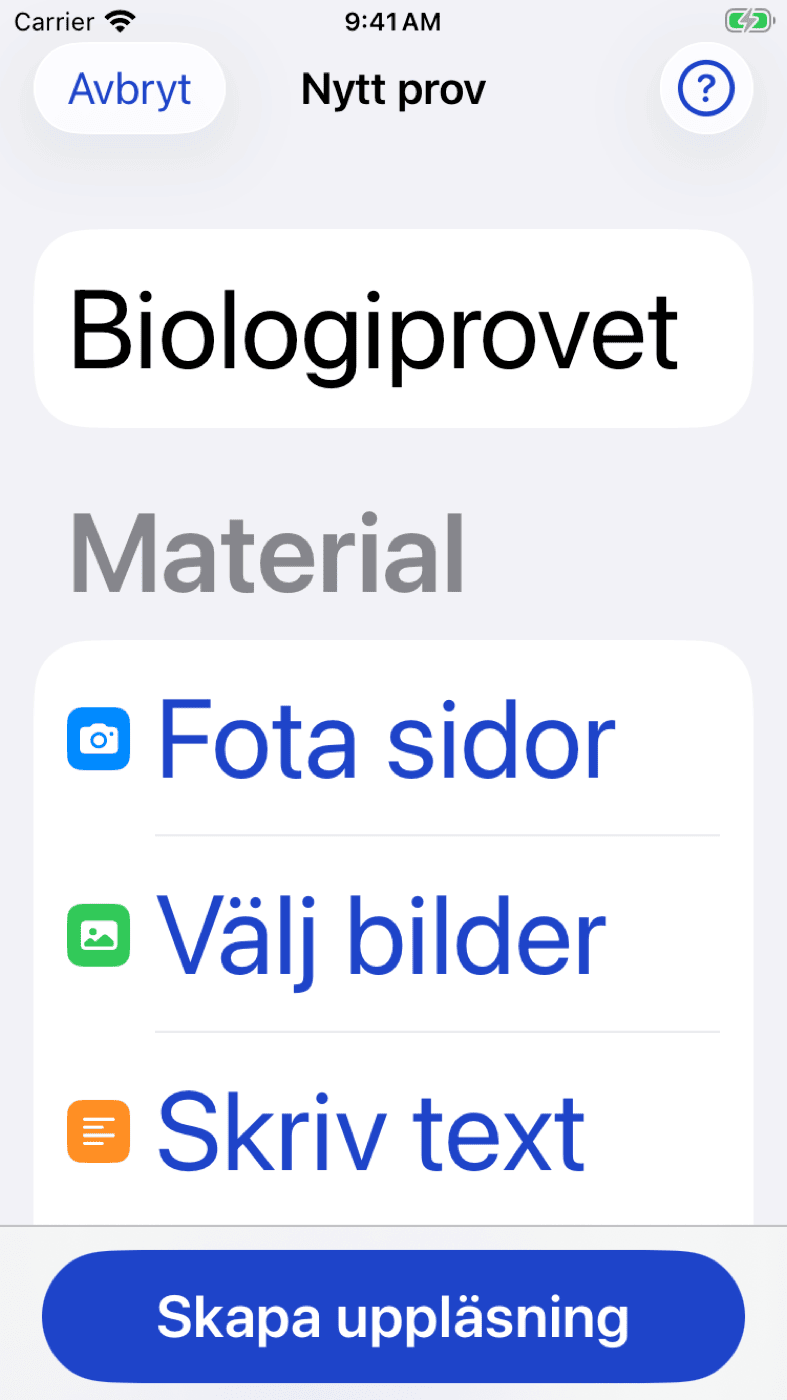 Carrier 9:41 AM
Avbryt Nytt prov ?
Biologiprovet
Material
Fota sidor
Välj bilder
Skriv text
Skapa uppläsning